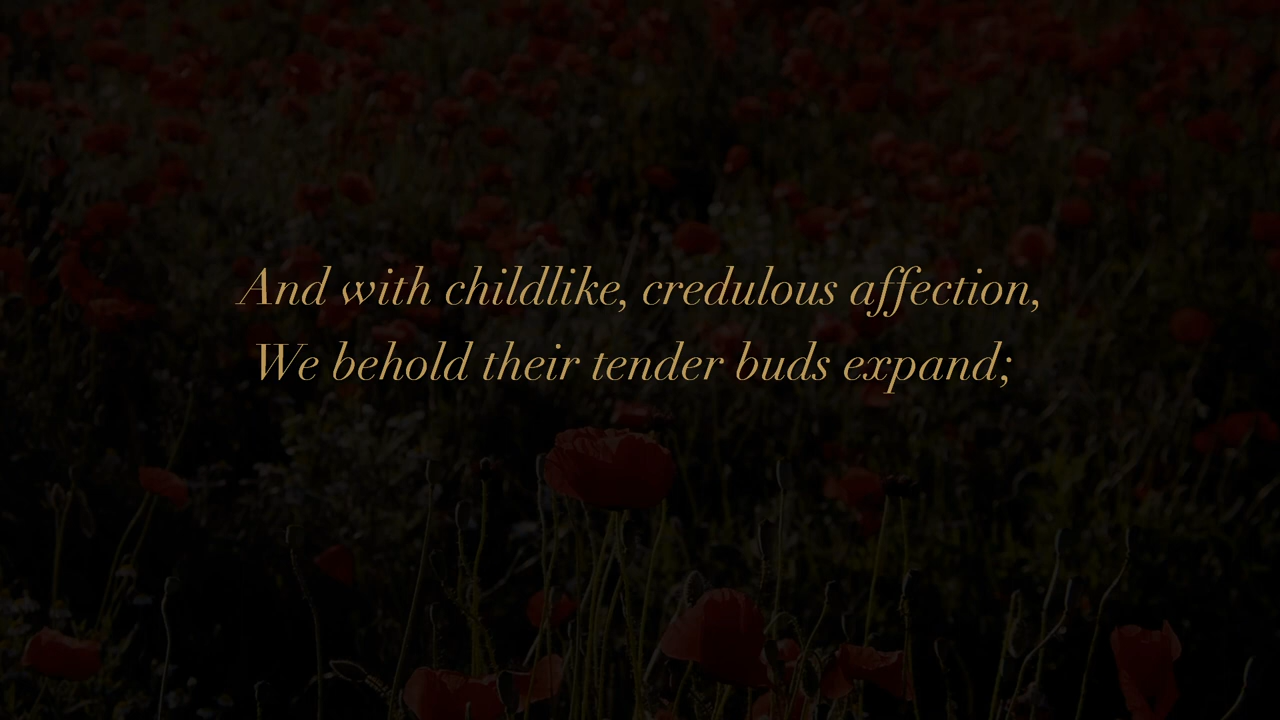 And with childlike, credulous affection,
We behold their tender buds expand;